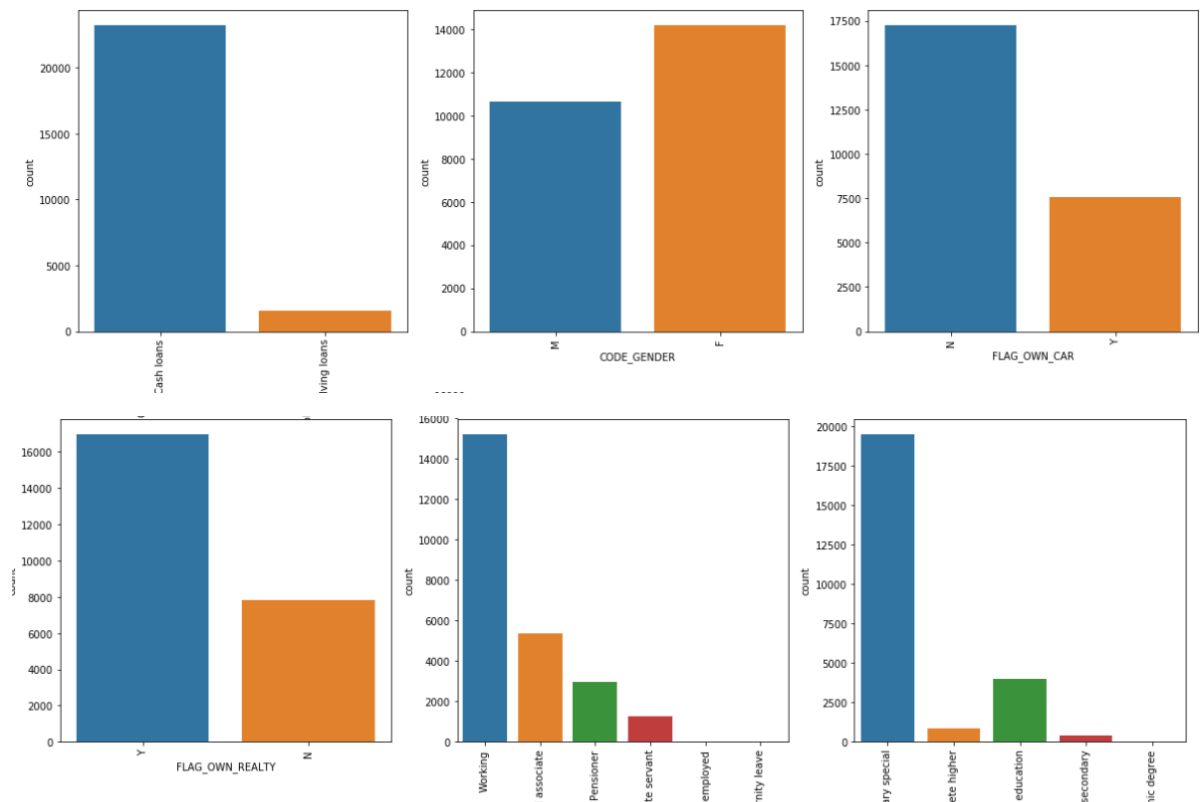 20000
15000
10000
5000
0
count
Cash loans
lving loans
14000
12000
10000
8000
6000
4000
2000
0
count
M
F
CODE_GENDER
17500
15000
12500
10000
7500
5000
2500
0
count
N
Y
FLAG_OWN_CAR
16000
14000
12000
10000
8000
6000
4000
2000
0
count
Y
N
FLAG_OWN_REALTY
16000
14000
12000
10000
8000
6000
4000
2000
0
count
Working
associate
Pensioner
te servant
employed
rnity leave
20000
17500
15000
12500
10000
7500
5000
2500
0
count
ary special
ete higher
education
secondary
nic degree